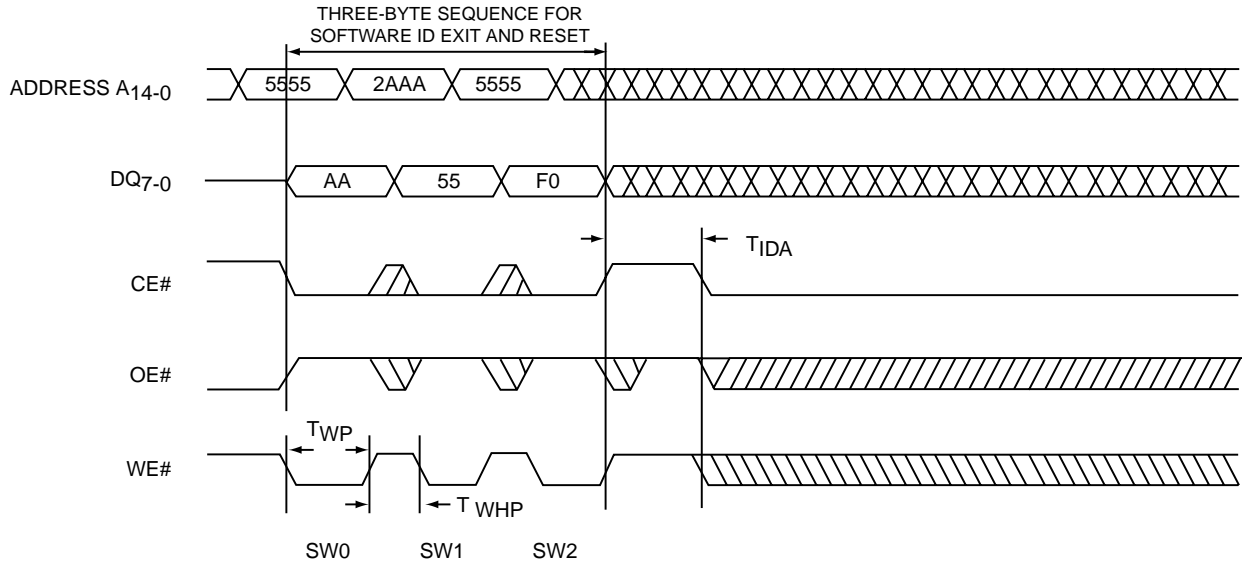 THREE-BYTE SEQUENCE FOR
SOFTWARE ID EXIT AND RESET
ADDRESS A14-0
5555 2AAA 5555
DQ7-0
AA 55 F0
TIDA
CE#
OE#
TWP
WE#
T WHP
SW0 SW1 SW2